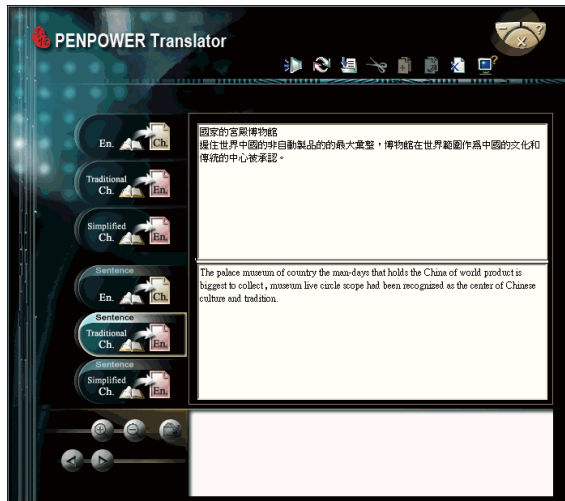 PENPOWER Translator
En. Ch.
Traditional
Ch. En.
Simplified
Ch. En.
Sentence
En. Ch.
Sentence
Traditional
Ch. En.
Sentence
Simplified
Ch. En.
國家的宮殿博物館
握住世界中國的非自動製品的的最大彙整，博物館在世界範圍作爲中國的文化和
傳統的中心被承認。
The palace museum of country the man-days that holds the China of world product is
biggest to collect, museum live circle scope had been recognized as the center of Chinese
culture and tradition.